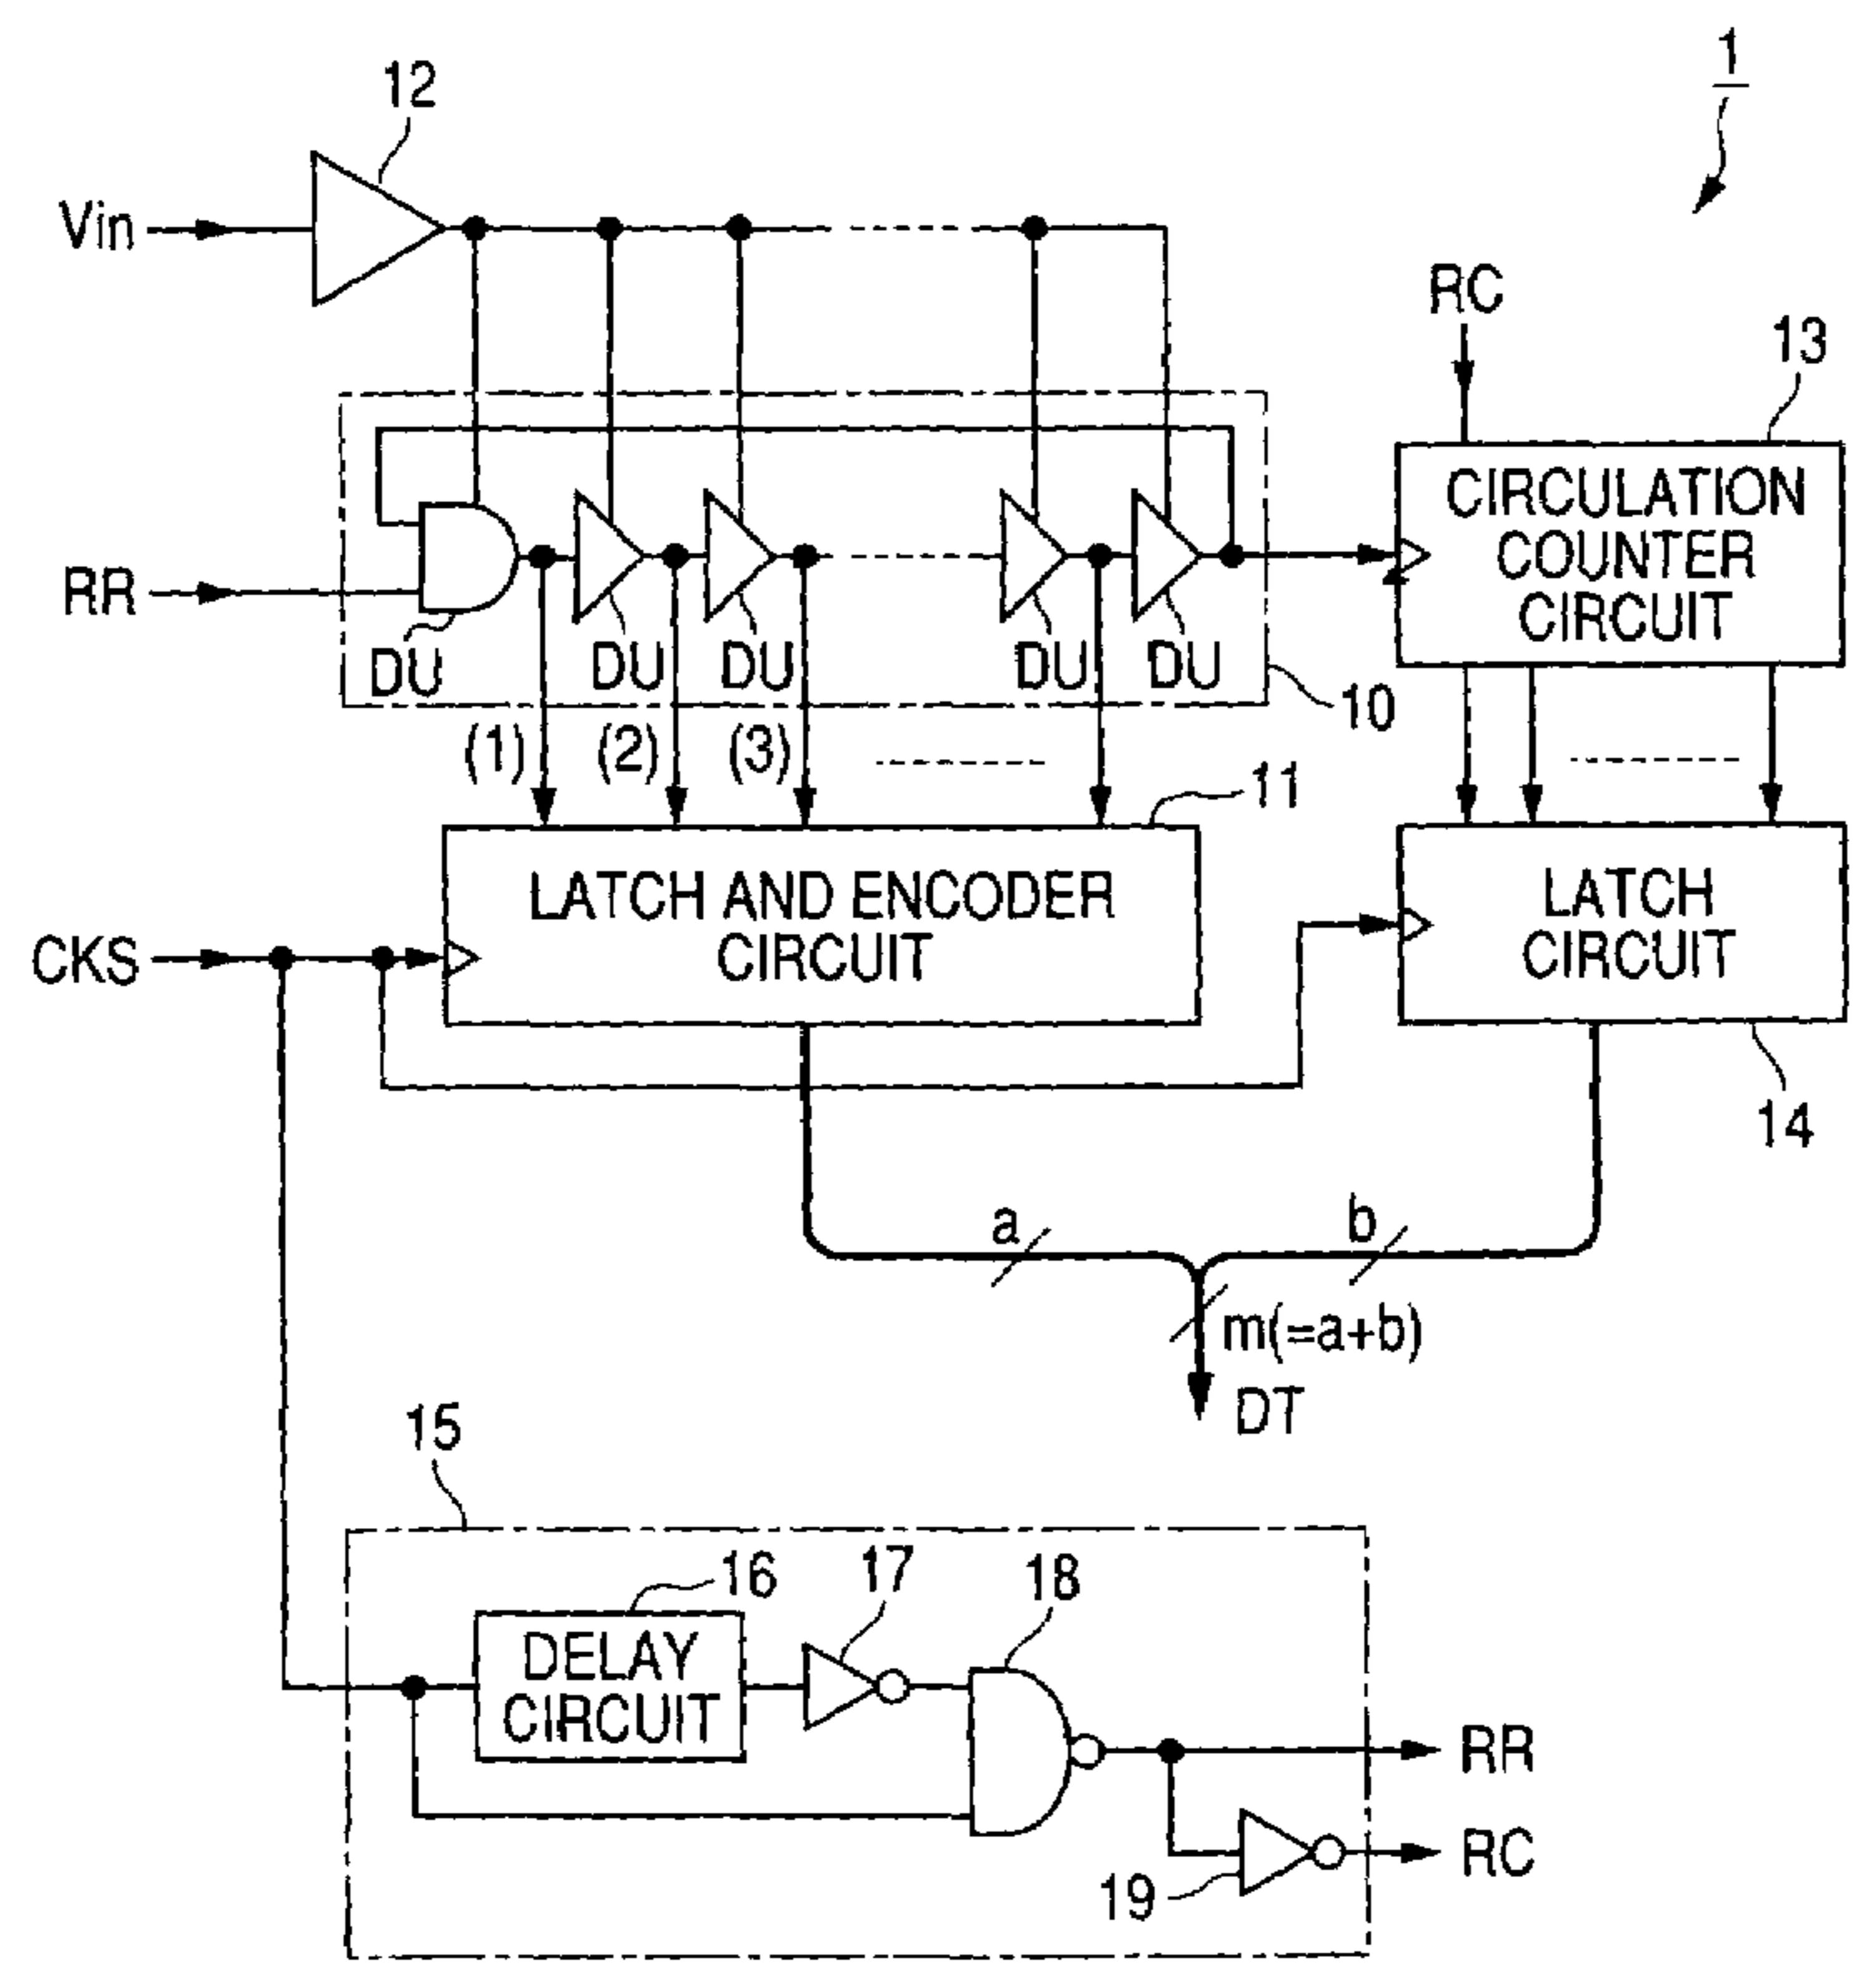 1
12
Vin
RC
13
CIRCULATION
COUNTER
CIRCUIT
RR
DU
DU
DU
DU
DU
10
(1)
(2)
(3)
11
LATCH AND ENCODER
CIRCUIT
LATCH
CIRCUIT
CKS
14
a
b
m(=a+b)
DT
15
16
17
18
DELAY
CIRCUIT
RR
RC
19